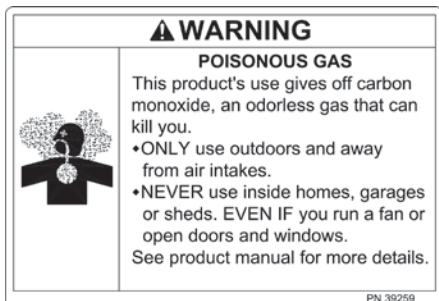 WARNING
POISONOUS GAS
This product's use gives off carbon
monoxide, an odorless gas that can
kill you.
•ONLY use outdoors and away
from air intakes.
•NEVER use inside homes, garages
or sheds. EVEN IF you run a fan or
open doors and windows.
See product manual for more details.
PN 39259